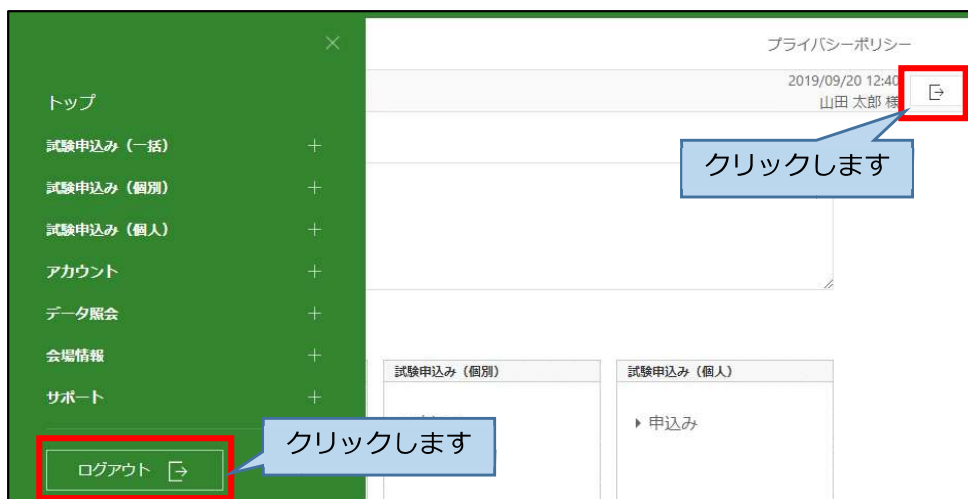 プライバシーポリシー
2019/09/20 12:40
山田 太郎 様
クリックします
トップ
試験申込み（一括）
試験申込み（個別）
試験申込み（個人）
アカウント
データ照会
会場情報
サポート
ログアウト
クリックします
試験申込み（個別）
試験申込み（個人）
申込み